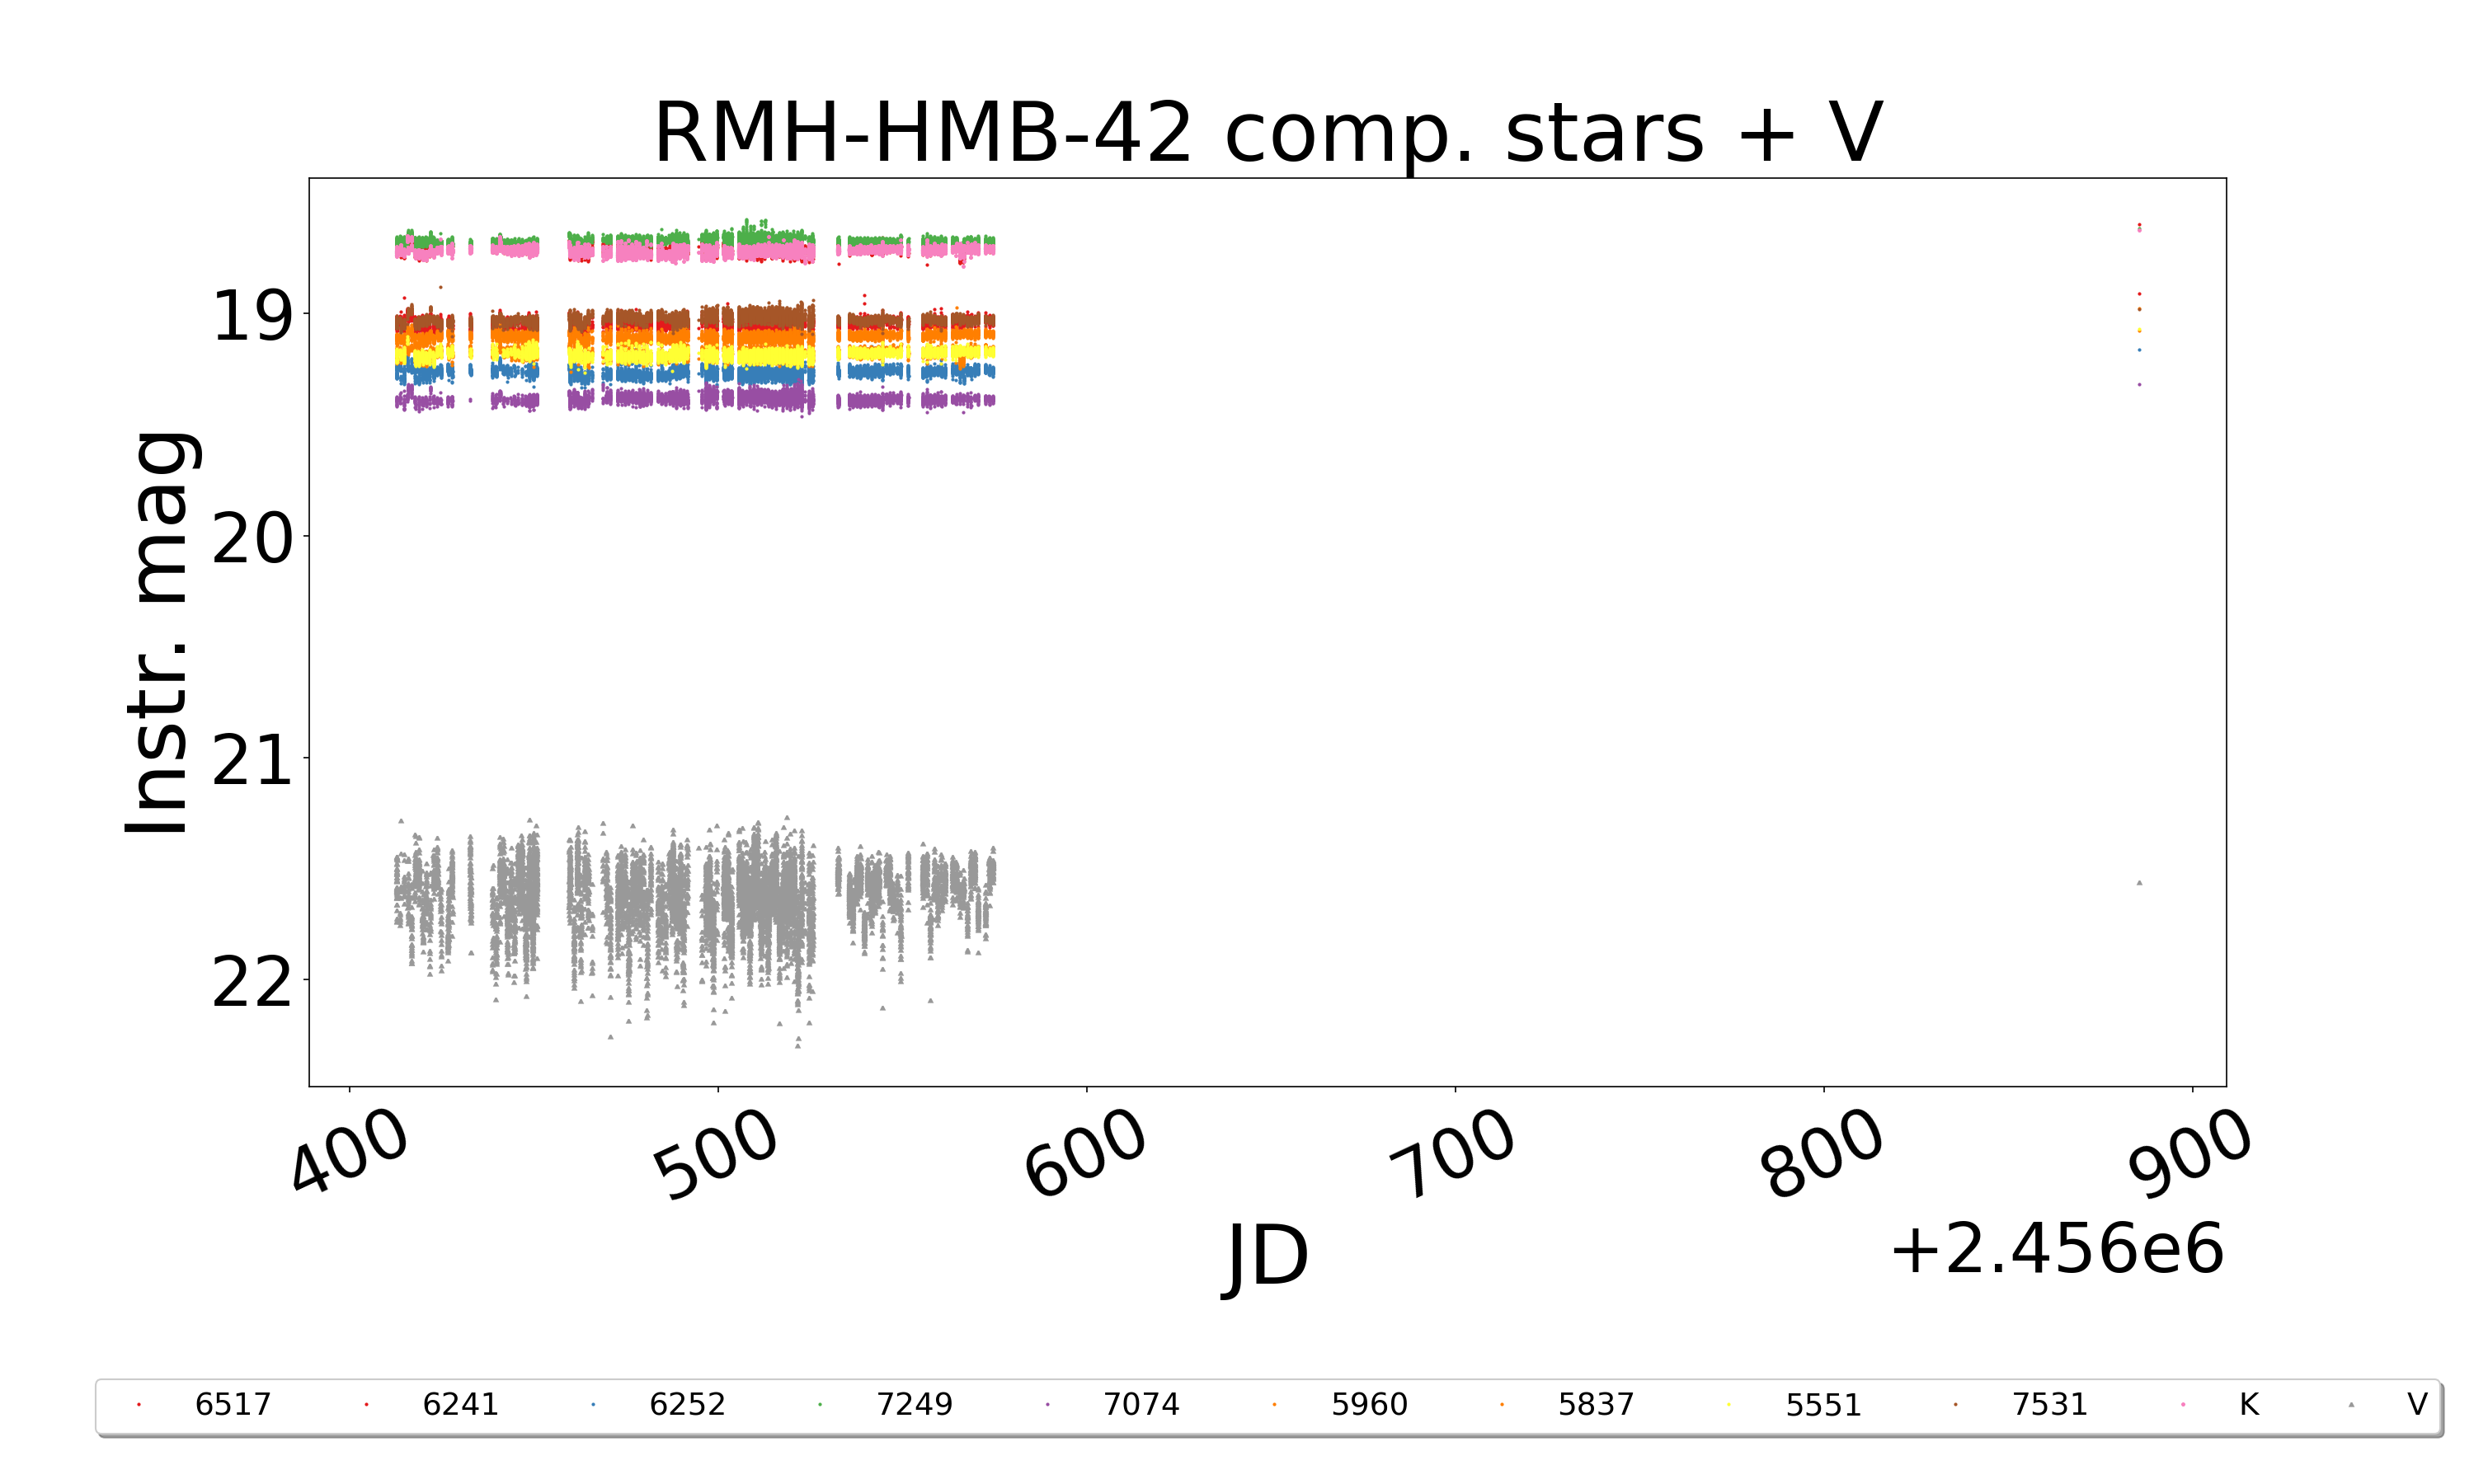 RMH-HMB-42 comp. stars + V
Instr. mag
19
20
21
22
400 500 600 700 800 900
JD
+2.456e6
6517 6241 6252 7249 7074 5960 5837 5551 7531 K V